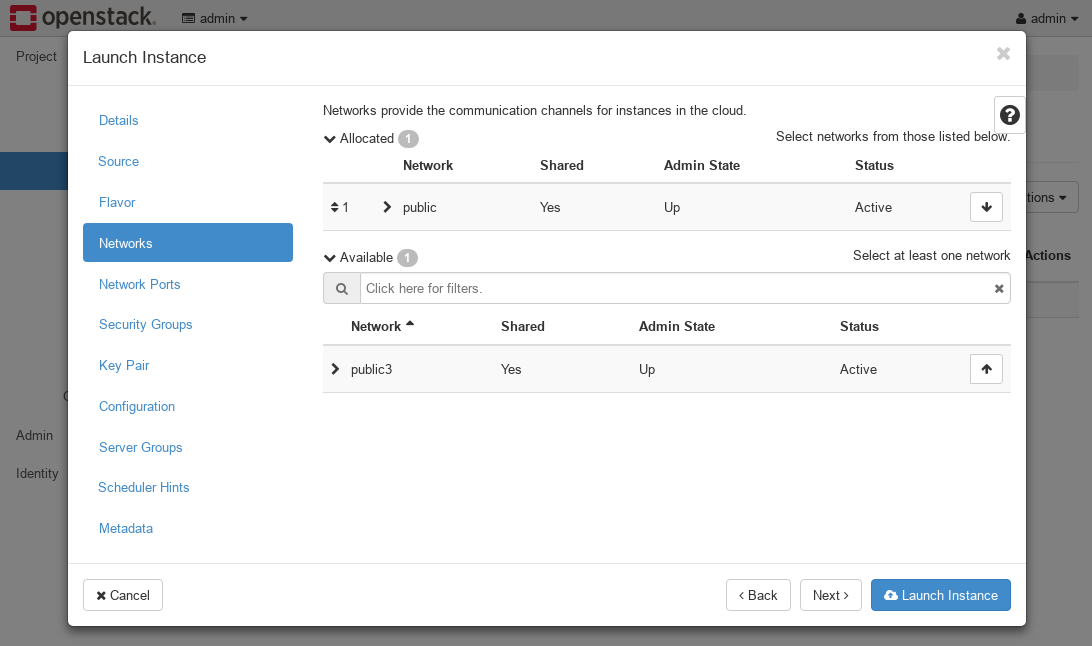 openstack. admin admin
Project
Launch Instance
Details
Source
Flavor
Networks
Network Ports
Security Groups
Key Pair
Configuration
Server Groups
Scheduler Hints
Metadata
Admin
Identity
Networks provide the communication channels for instances in the cloud.
Allocated 1 Select networks from those listed below.
Network Shared Admin State Status
1 public Yes Up Active
Available 1 Select at least one network
Click here for filters.
Network Shared Admin State Status
public3 Yes Up Active
Actions
Cancel < Back Next > Launch Instance